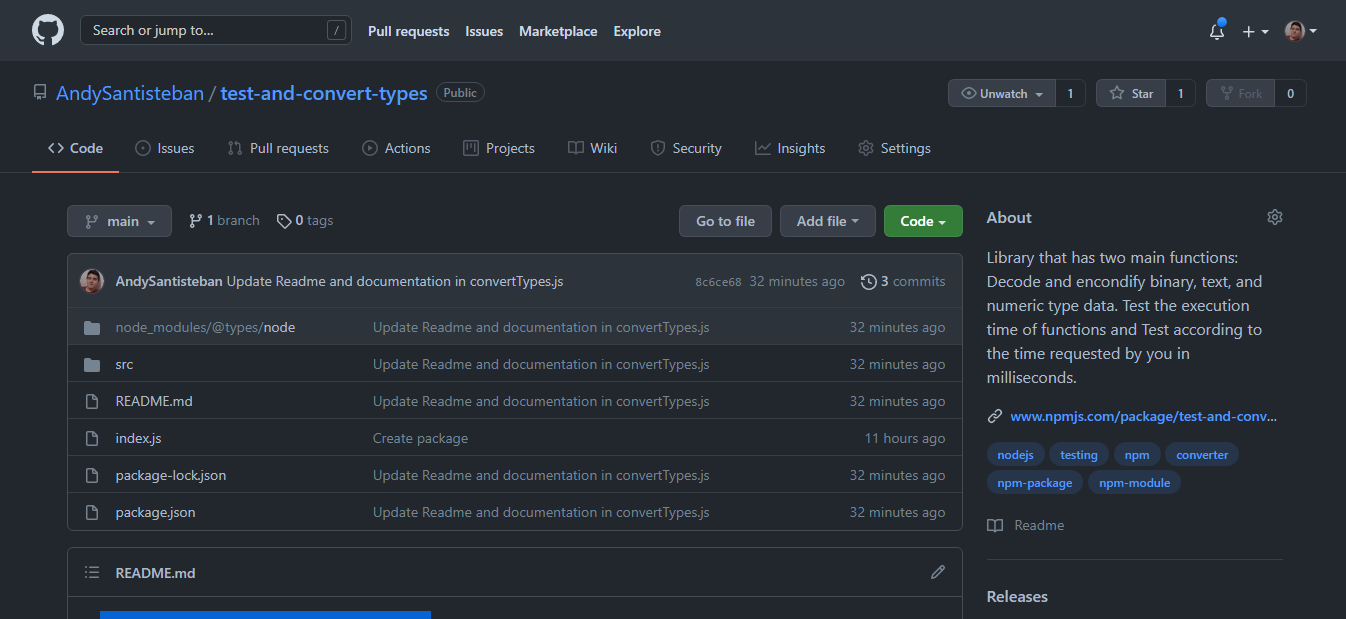 Search or jump to... /
Pull requests Issues Marketplace Explore
AndySantisteban / test-and-convert-types Public
Unwatch 1 Star 1 Fork 0
Code Issues Pull requests Actions Projects Wiki Security Insights Settings
main 1 branch 0 tags
Go to file Add file Code
AndySantisteban Update Readme and documentation in convertTypes.js 8c6ce68 32 minutes ago 3 commits
node_modules/@types/node Update Readme and documentation in convertTypes.js 32 minutes ago
src Update Readme and documentation in convertTypes.js 32 minutes ago
README.md Update Readme and documentation in convertTypes.js 32 minutes ago
index.js Create package 11 hours ago
package-lock.json Update Readme and documentation in convertTypes.js 32 minutes ago
package.json Update Readme and documentation in convertTypes.js 32 minutes ago
README.md
About
Library that has two main functions:
Decode and encondify binary, text, and
numeric type data. Test the execution
time of functions and Test according to
the time requested by you in
milliseconds.
www.npmjs.com/package/test-and-conv...
nodejs testing npm converter
npm-package npm-module
Readme
Releases